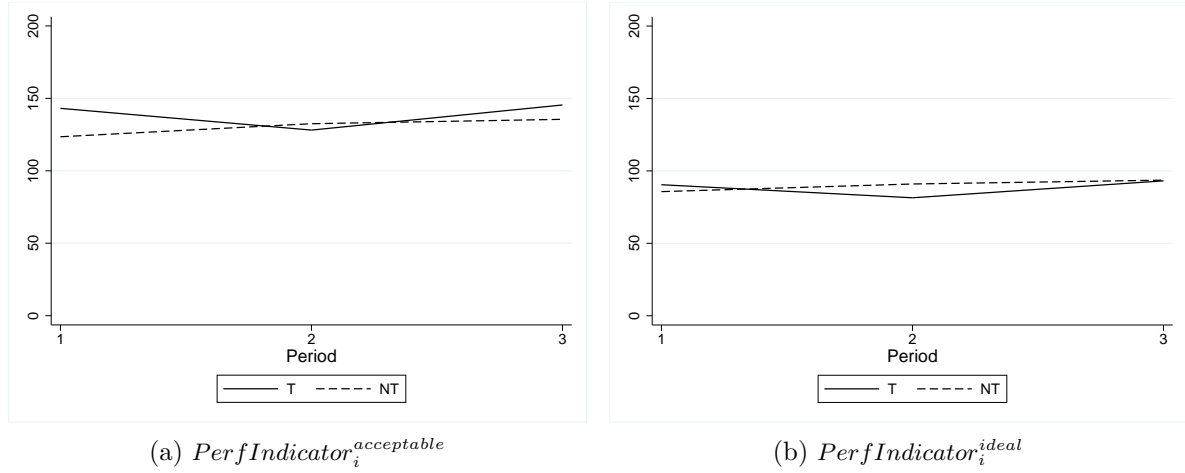 200
150
100
50
0
1 2 3
Period
T NT
(a) PerfIndicator_i^{acceptable}
200
150
100
50
0
1 2 3
Period
T NT
(b) PerfIndicator_i^{ideal}